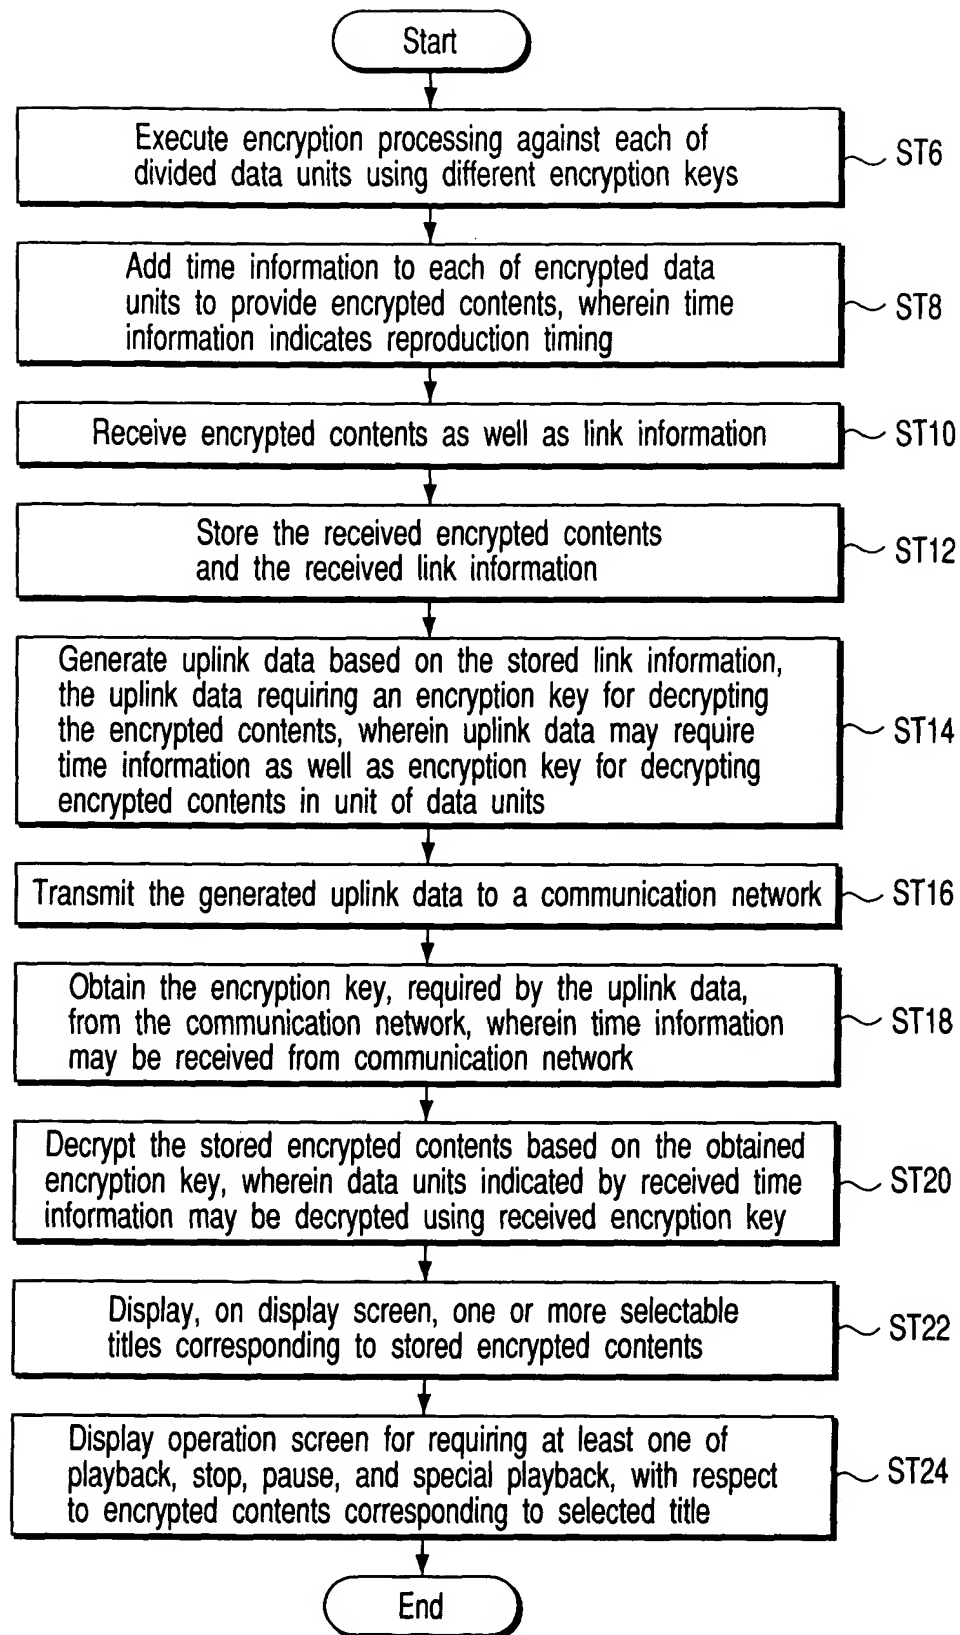 Start
Execute encryption processing against each of
divided data units using different encryption keys
ST6
Add time information to each of encrypted data
units to provide encrypted contents, wherein time
information indicates reproduction timing
ST8
Receive encrypted contents as well as link information
ST10
Store the received encrypted contents
and the received link information
ST12
Generate uplink data based on the stored link information,
the uplink data requiring an encryption key for decrypting
the encrypted contents, wherein uplink data may require
time information as well as encryption key for decrypting
encrypted contents in unit of data units
ST14
Transmit the generated uplink data to a communication network
ST16
Obtain the encryption key, required by the uplink data,
from the communication network, wherein time information
may be received from communication network
ST18
Decrypt the stored encrypted contents based on the obtained
encryption key, wherein data units indicated by received time
information may be decrypted using received encryption key
ST20
Display, on display screen, one or more selectable
titles corresponding to stored encrypted contents
ST22
Display operation screen for requiring at least one of
playback, stop, pause, and special playback, with respect
to encrypted contents corresponding to selected title
ST24
End